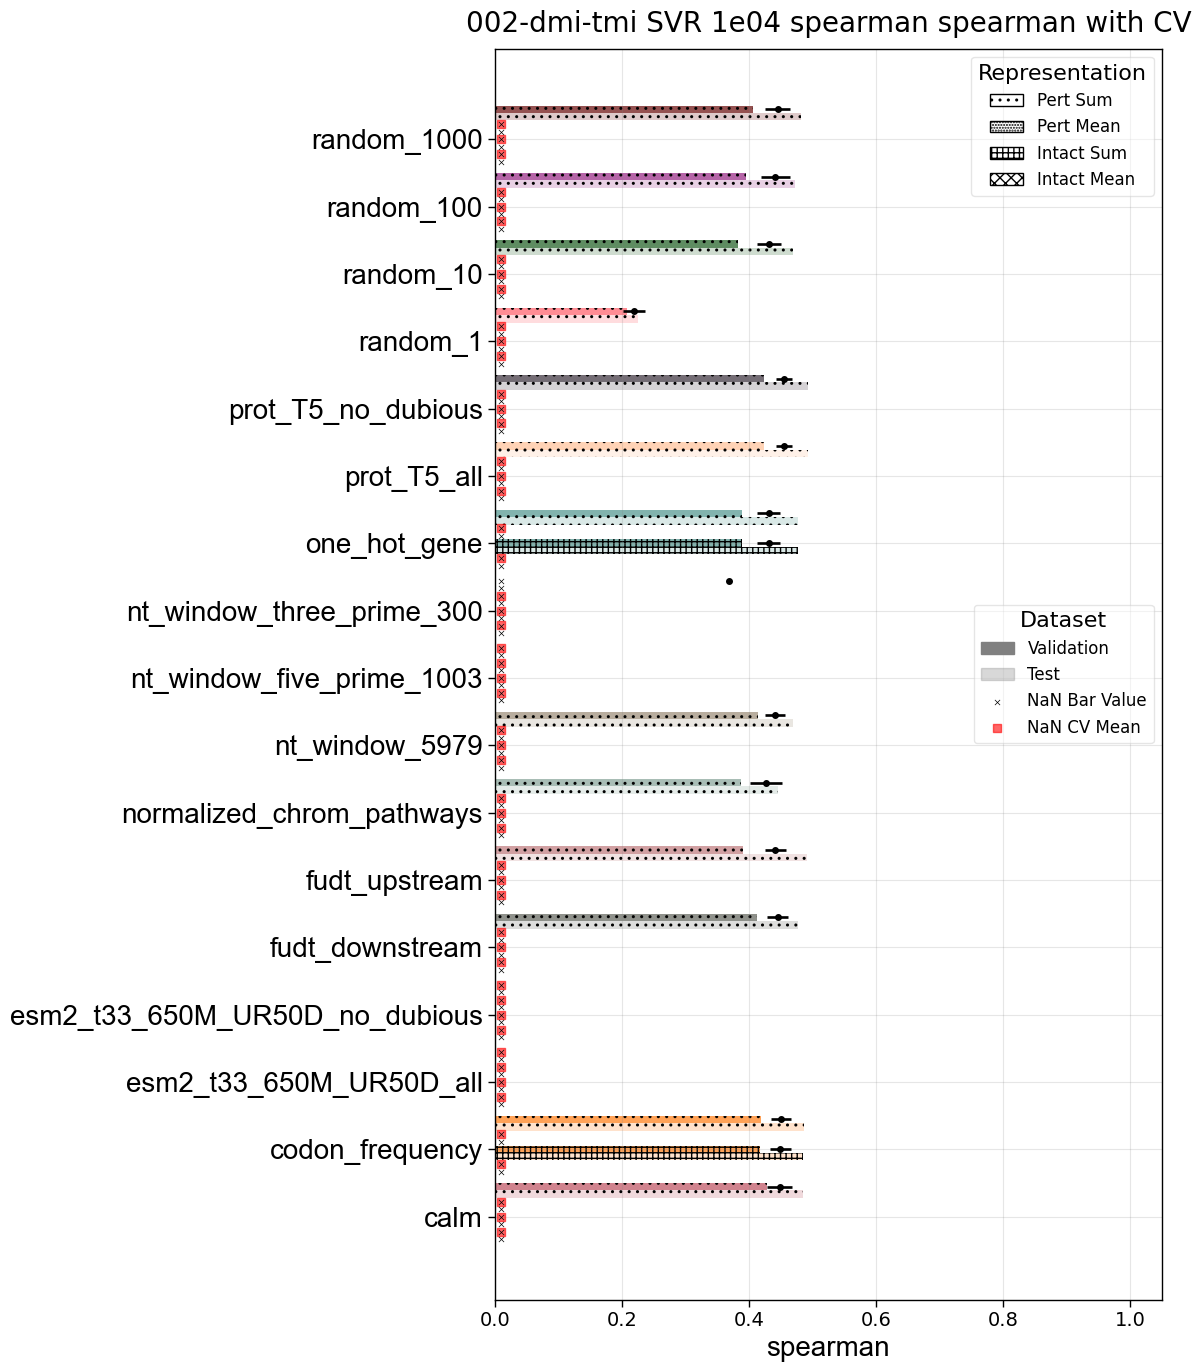 002-dmi-tmi SVR 1e04 spearman spearman with CV
Representation
Pert Sum
Pert Mean
Intact Sum
Intact Mean
random_1000
random_100
random_10
random_1
prot_T5_no_dubious
prot_T5_all
one_hot_gene
nt_window_three_prime_300
nt_window_five_prime_1003
nt_window_5979
normalized_chrom_pathways
fudt_upstream
fudt_downstream
esm2_t33_650M_UR50D_no_dubious
esm2_t33_650M_UR50D_all
codon_frequency
calm
Dataset
Validation
Test
NaN Bar Value
NaN CV Mean
0.0 0.2 0.4 0.6 0.8 1.0
spearman